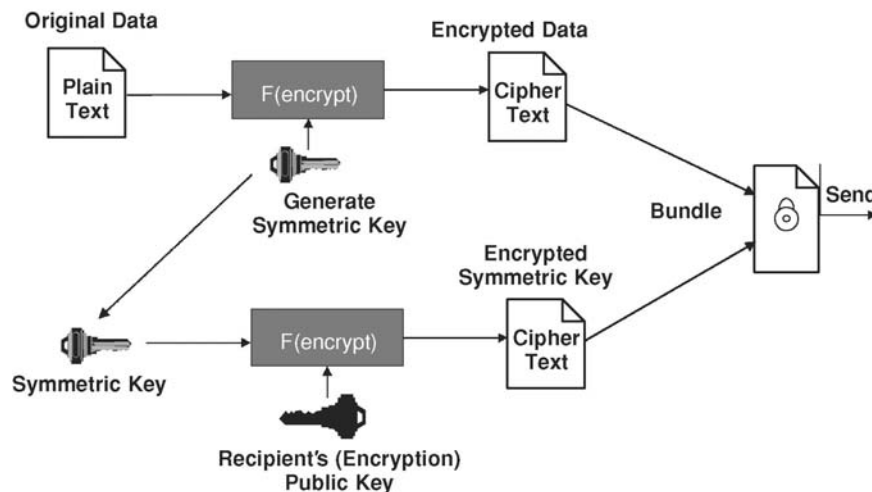 Original Data
Plain
Text
F(encrypt)
Encrypted Data
Cipher
Text
Generate
Symmetric Key
Bundle
Send
Encrypted
Symmetric Key
Symmetric Key
F(encrypt)
Cipher
Text
Recipient's (Encryption)
Public Key